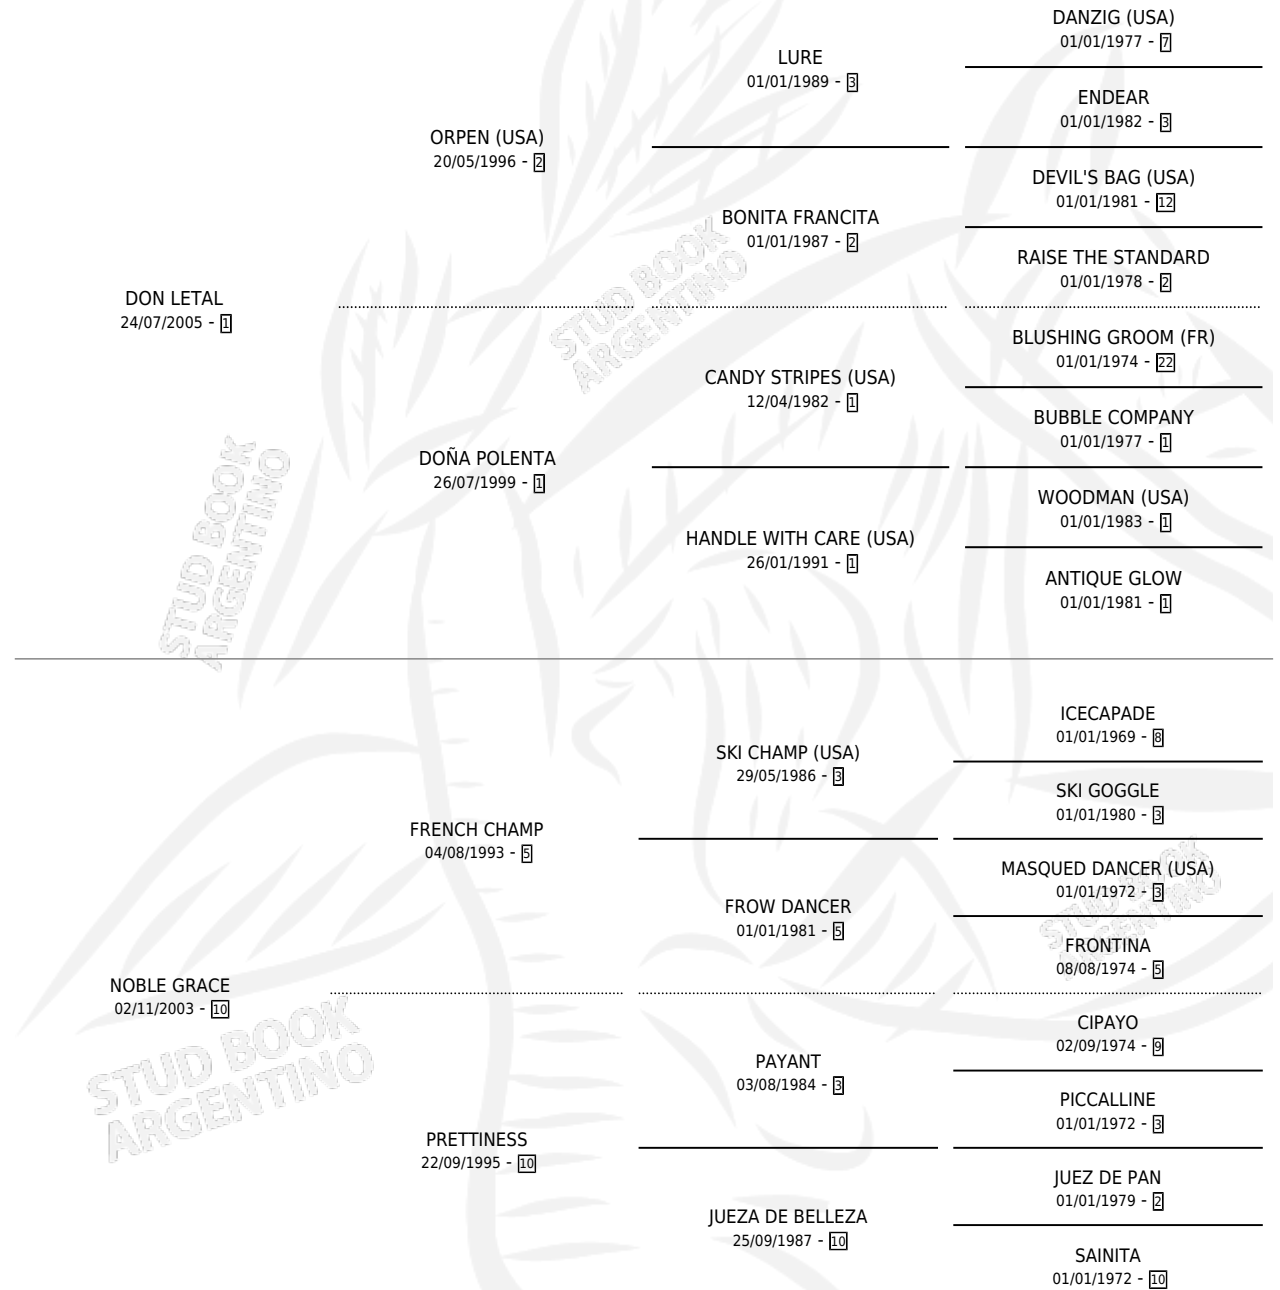 DON LETAL
24/07/2005 - 1
ORPEN (USA)
20/05/1996 - 2
LURE
01/01/1989 - 3
DANZIG (USA)
01/01/1977 - 7
ENDEAR
01/01/1982 - 3
BONITA FRANCITA
01/01/1987 - 2
DEVIL'S BAG (USA)
01/01/1981 - 12
RAISE THE STANDARD
01/01/1978 - 2
DOÑA POLENTA
26/07/1999 - 1
CANDY STRIPES (USA)
12/04/1982 - 1
BLUSHING GROOM (FR)
01/01/1974 - 22
BUBBLE COMPANY
01/01/1977 - 1
HANDLE WITH CARE (USA)
26/01/1991 - 1
WOODMAN (USA)
01/01/1983 - 1
ANTIQUE GLOW
01/01/1981 - 1
NOBLE GRACE
02/11/2003 - 10
FRENCH CHAMP
04/08/1993 - 5
SKI CHAMP (USA)
29/05/1986 - 3
ICECAPADE
01/01/1969 - 8
SKI GOGGLE
01/01/1980 - 3
FROW DANCER
01/01/1981 - 5
MASQUED DANCER (USA)
01/01/1972 - 3
FRONTINA
08/08/1974 - 5
PRETTINESS
22/09/1995 - 10
PAYANT
03/08/1984 - 3
CIPAYO
02/09/1974 - 9
PICCALLINE
01/01/1972 - 3
JUEZA DE BELLEZA
25/09/1987 - 10
JUEZ DE PAN
01/01/1979 - 2
SAINITA
01/01/1972 - 10
STUD BOOK
ARGENTINO
STUD BOOK
ARGENTINO
STUD BOOK
ARGENTINO
STUD BOOK
ARGENTINO